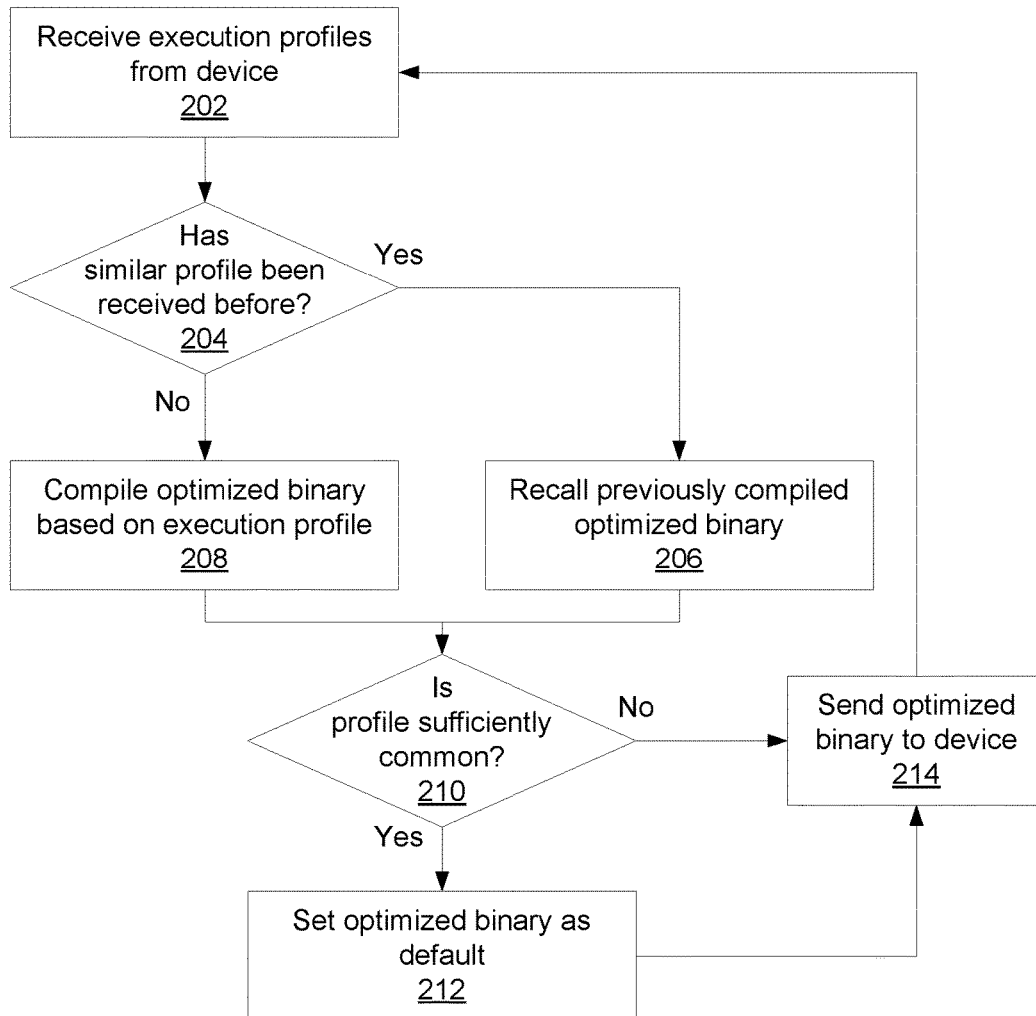 Receive execution profiles
from device
202
Has
similar profile been
received before?
204
Yes
No
Compile optimized binary
based on execution profile
208
Recall previously compiled
optimized binary
206
Is
profile sufficiently
common?
210
No
Yes
Send optimized
binary to device
214
Set optimized binary as
default
212